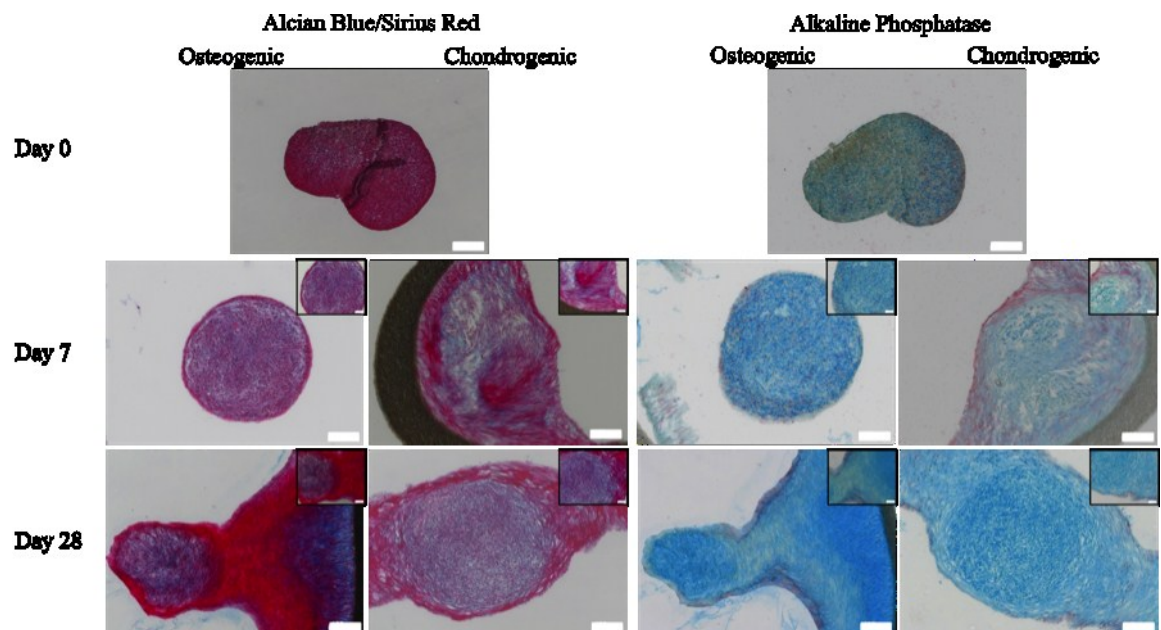 Alcian Blue/Sirius Red Alkaline Phosphatase
Osteogenic Chondrogenic Osteogenic Chondrogenic
Day 0
Day 7
Day 28